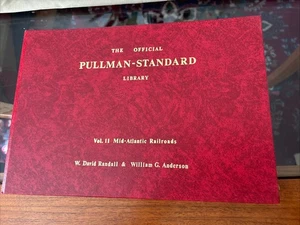 THE OFFICIAL
PULLMAN-STANDARD
LIBRARY
Vol. 11 Mid-Atlantic Railroads
W. David Randall & William G. Anderson